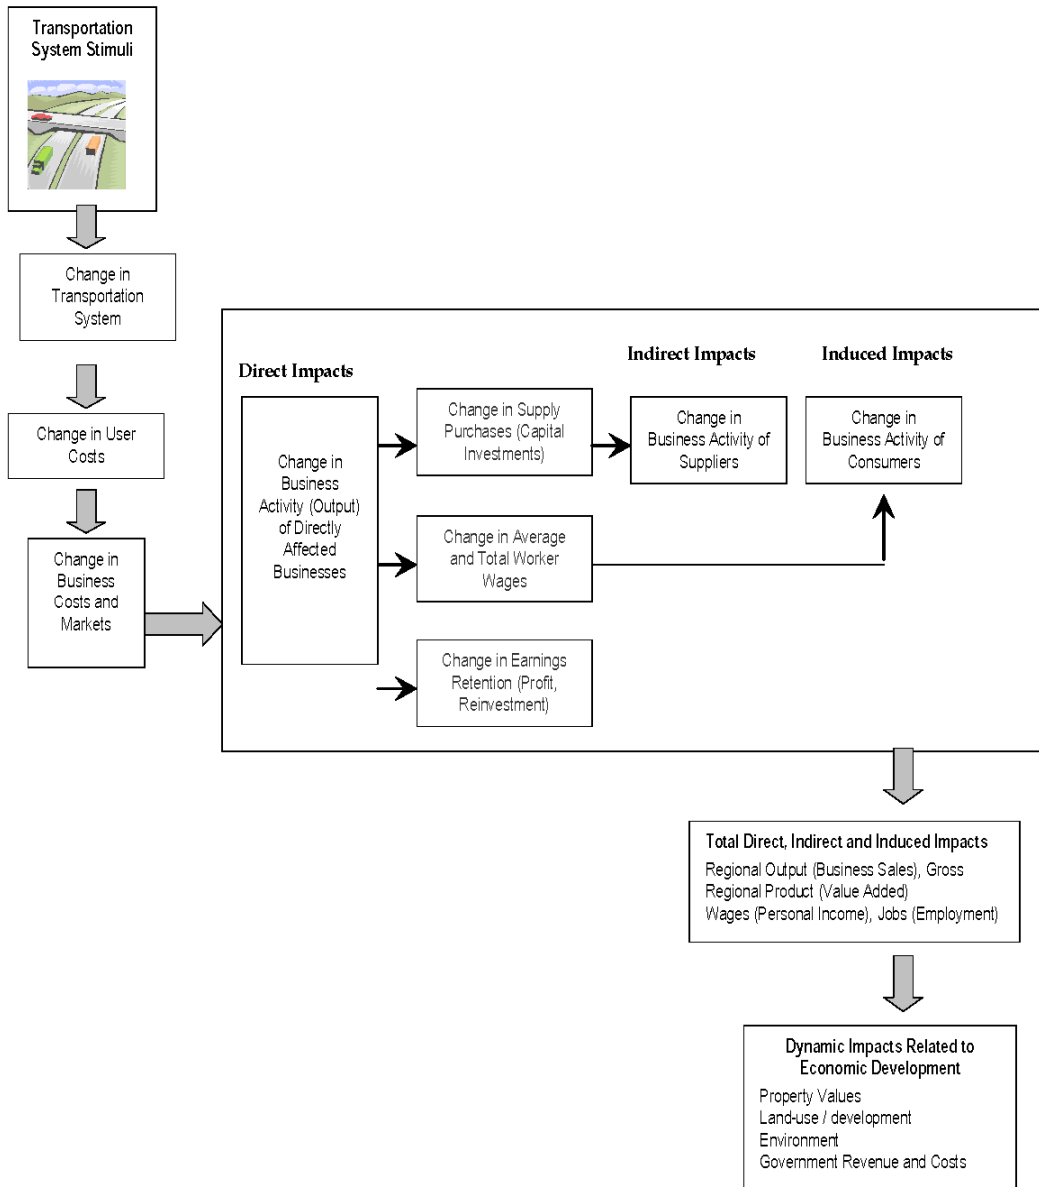 Transportation
System Stimuli
Change in
Transportation
System
Change in User
Costs
Change in
Business
Costs and
Markets
Direct Impacts
Change in
Business
Activity (Output)
of Directly
Affected
Businesses
Change in Supply
Purchases (Capital
Investments)
Change in Average
and Total Worker
Wages
Change in Earnings
Retention (Profit,
Reinvestment)
Indirect Impacts
Change in
Business Activity of
Suppliers
Induced Impacts
Change in
Business Activity of
Consumers
Total Direct, Indirect and Induced Impacts
Regional Output (Business Sales), Gross
Regional Product (Value Added)
Wages (Personal Income), Jobs (Employment)
Dynamic Impacts Related to
Economic Development
Property Values
Land-use / development
Environment
Government Revenue and Costs